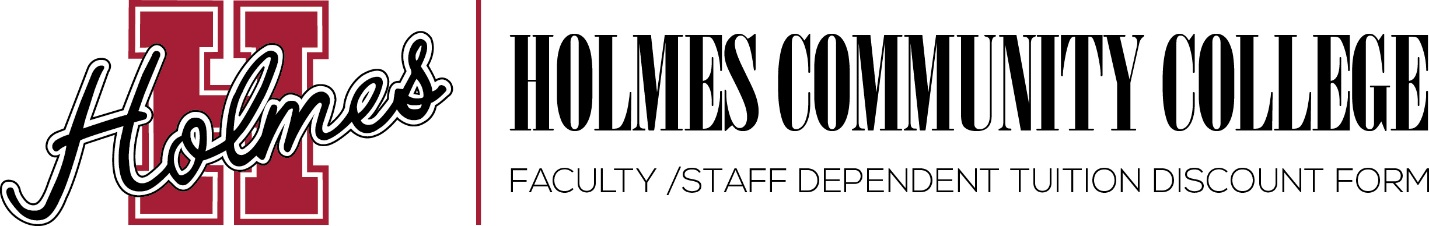 H
Holmes
HOLMES COMMUNITY COLLEGE
FACULTY /STAFF DEPENDENT TUITION DISCOUNT FORM